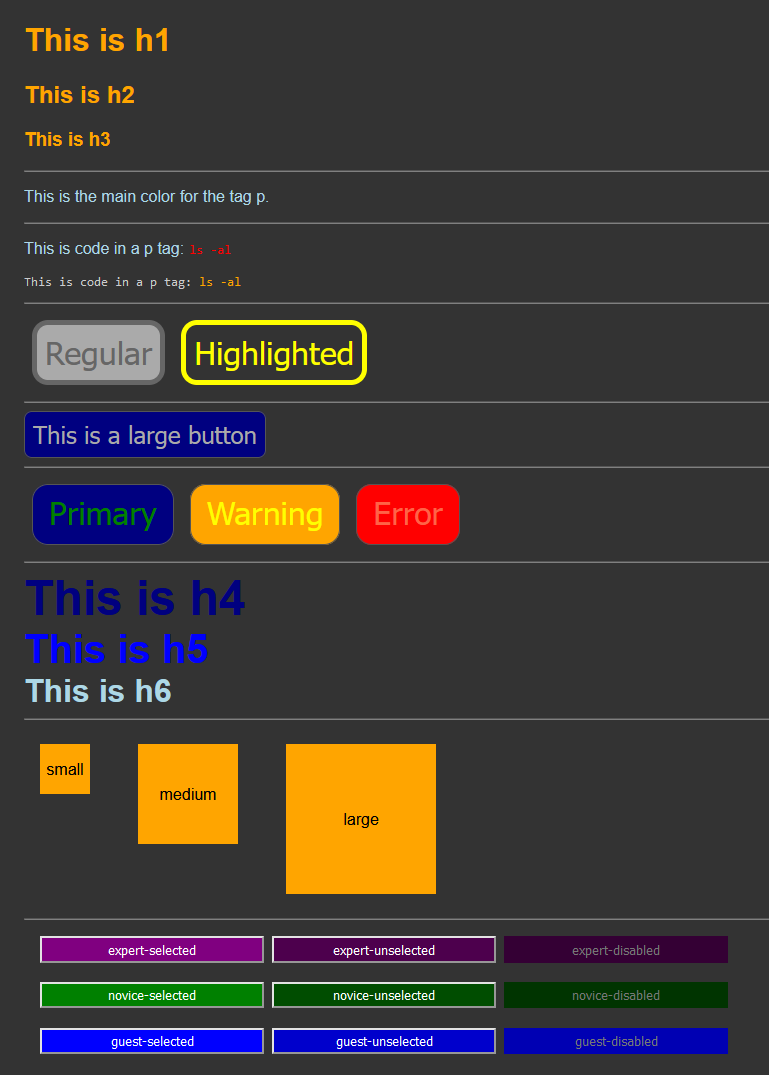 This is h1
This is h2
This is h3
This is the main color for the tag p.
This is code in a p tag: ls -al
This is code in a p tag: ls -al
Regular Highlighted
This is a large button
Primary Warning Error
This is h4
This is h5
This is h6
small medium large
expert-selected expert-unselected expert-disabled
novice-selected novice-unselected novice-disabled
guest-selected guest-unselected guest-disabled